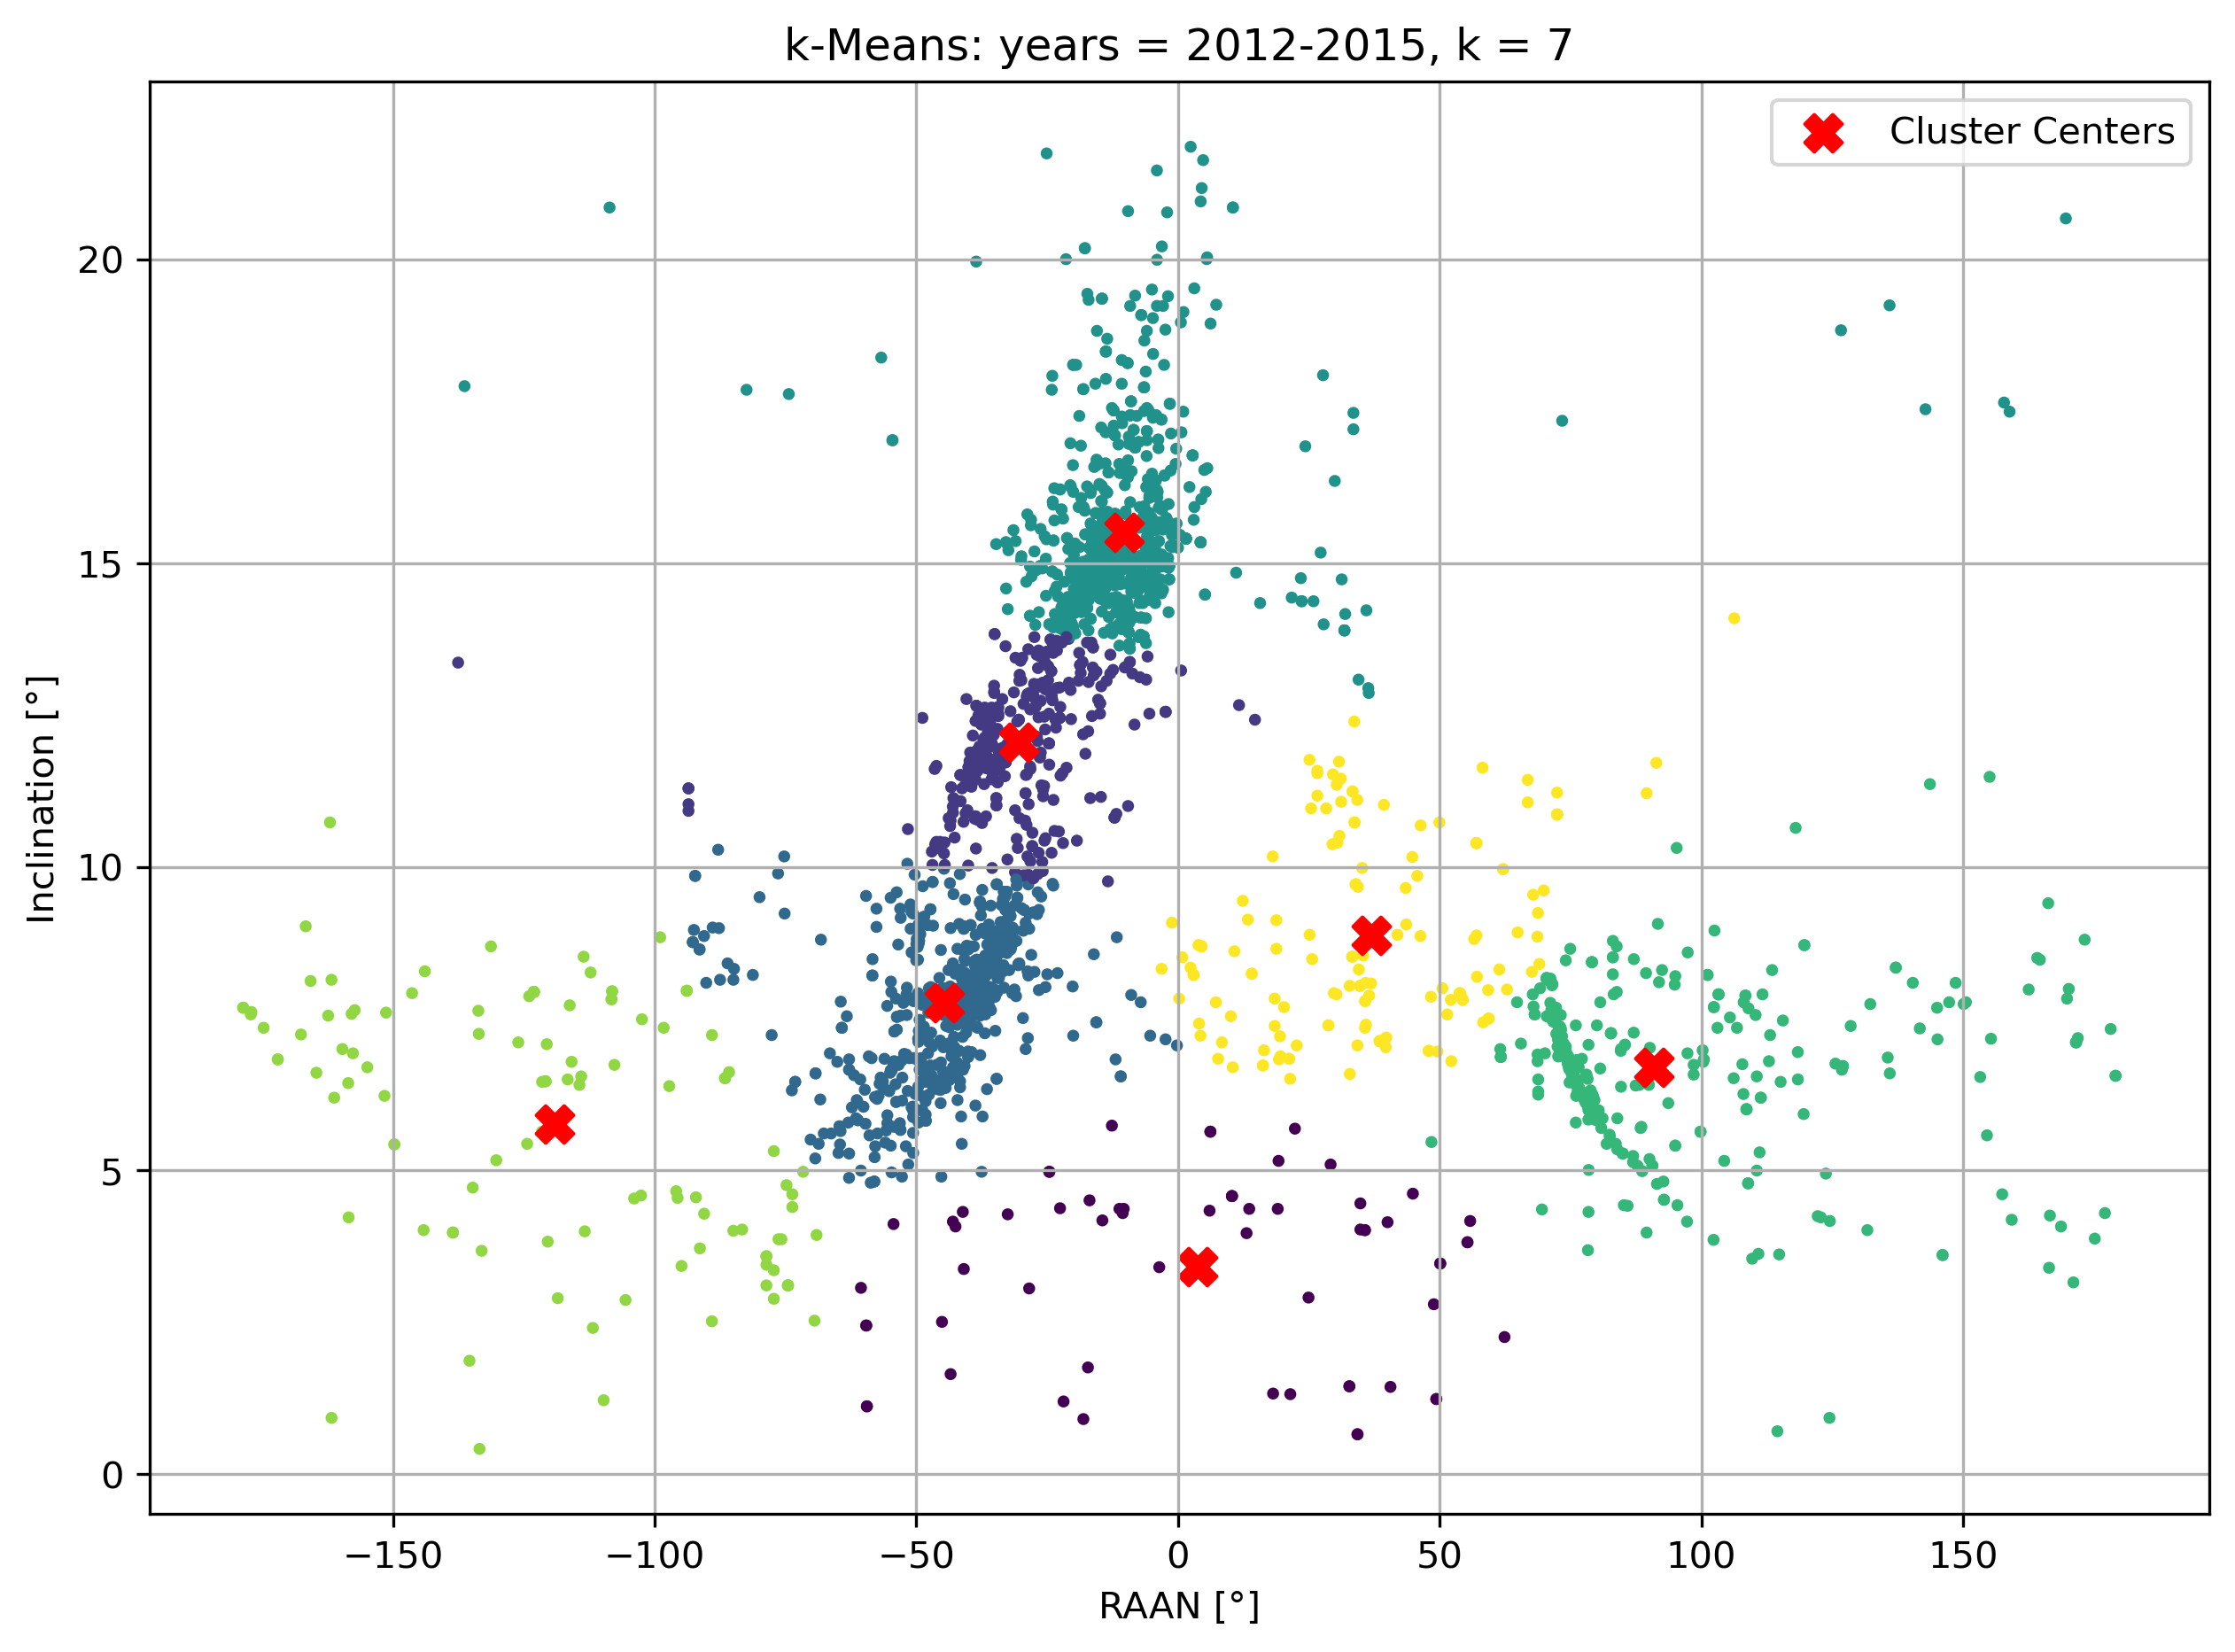 k-Means: years = 2012-2015, k = 7
Cluster Centers
Inclination [°]
20
15
10
5
0
−150 −100 −50 0 50 100 150
RAAN [°]